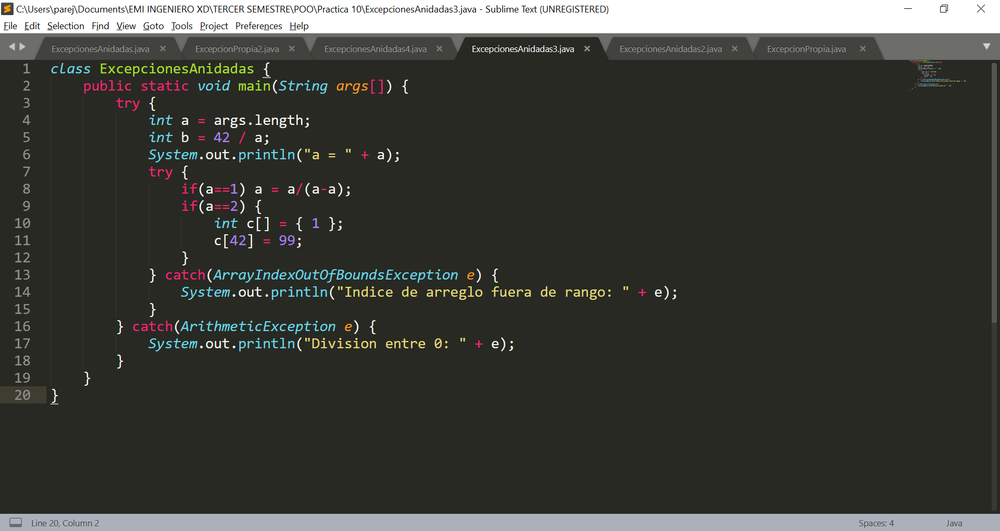 C:\Users\parej\Documents\EMI INGENIERO XD\TERCER SEMESTRE\POO\Practica 10\ExcepcionesAnidadas3.java - Sublime Text (UNREGISTERED)
File Edit Selection Find View Goto Tools Project Preferences Help
ExcepcionesAnidadas.java ExcepcionPropia2.java ExcepcionesAnidadas4.java ExcepcionesAnidadas3.java ExcepcionesAnidadas2.java ExcepcionPropia.java
1 class ExcepcionesAnidadas {
2 public static void main(String args[]) {
3 try {
4 int a = args.length;
5 int b = 42 / a;
6 System.out.println("a = " + a);
7 try {
8 if(a==1) a = a/(a-a);
9 if(a==2) {
10 int c[] = { 1 };
11 c[42] = 99;
12 }
13 } catch(ArrayIndexOutOfBoundsException e) {
14 System.out.println("Indice de arreglo fuera de rango: " + e);
15 }
16 } catch(ArithmeticException e) {
17 System.out.println("Division entre 0: " + e);
18 }
19 }
20 }
Line 20, Column 2 Spaces: 4 Java